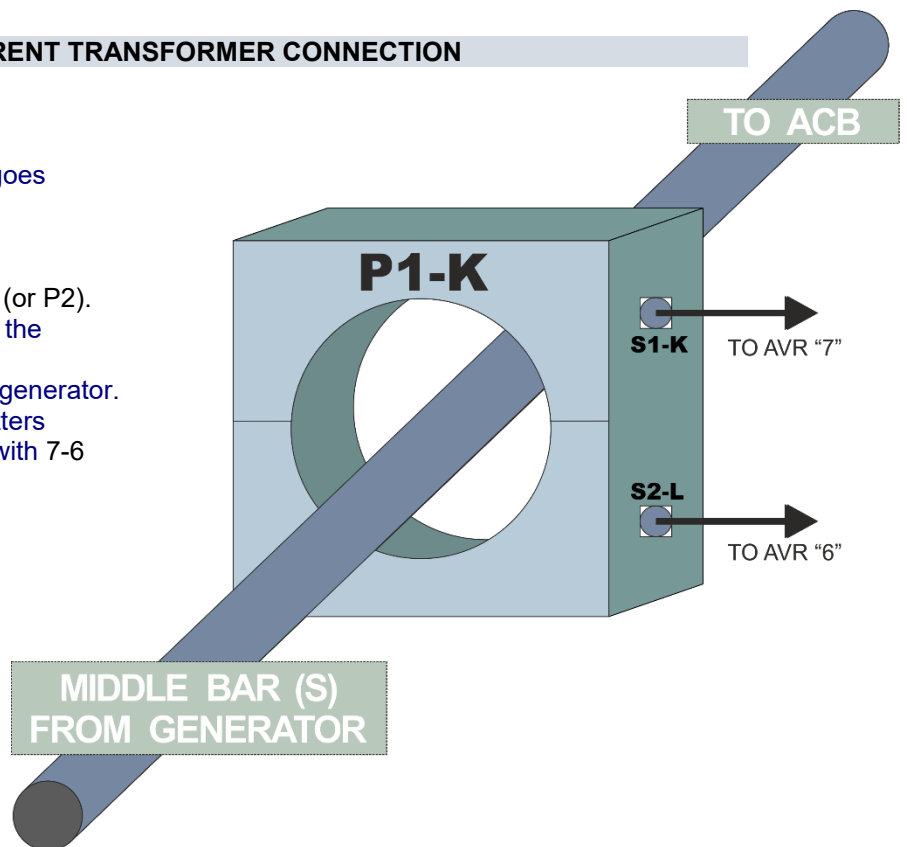 RENT TRANSFORMER CONNECTION
TO ACB
goes
P1-K
(or P2).
the
S1-K
TO AVR “7”
generator.
ters
with 7-6
S2-L
TO AVR “6”
MIDDLE BAR (S)
FROM GENERATOR